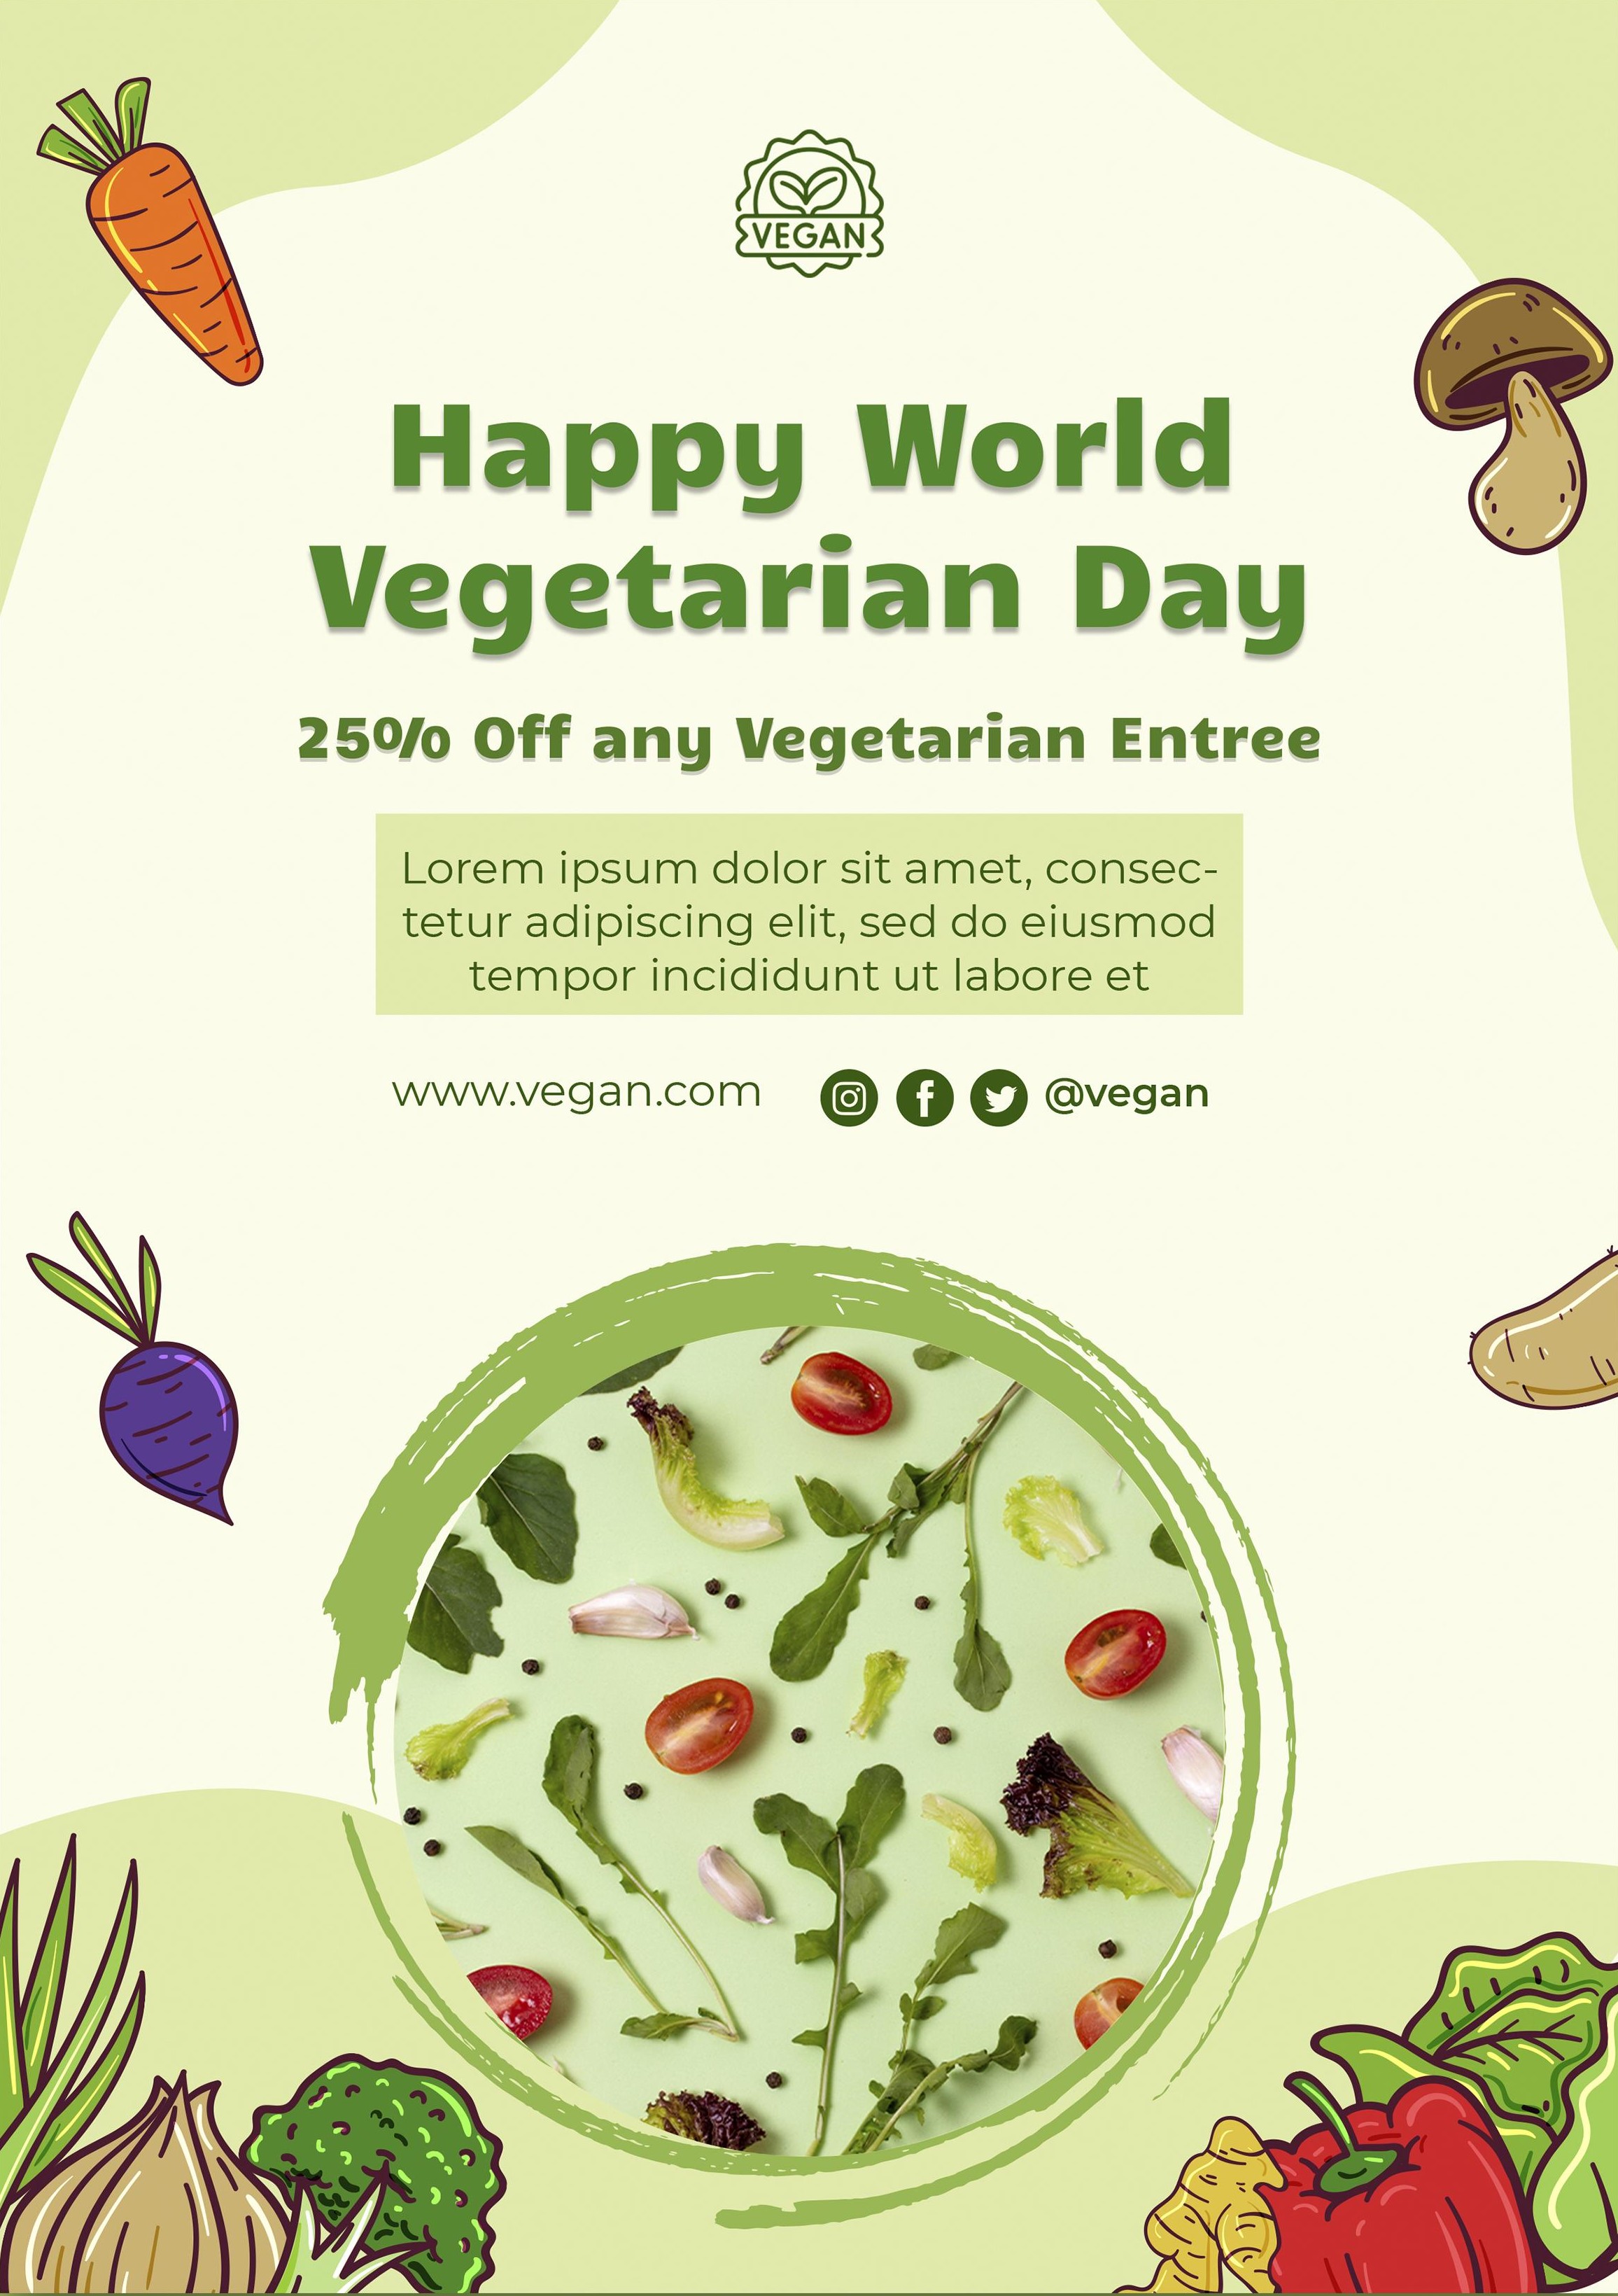 VEGAN
Happy World
Vegetarian Day
25% Off any Vegetarian Entree
Lorem ipsum dolor sit amet, consec-
tetur adipiscing elit, sed do eiusmod
tempor incididunt ut labore et
www.vegan.com @vegan